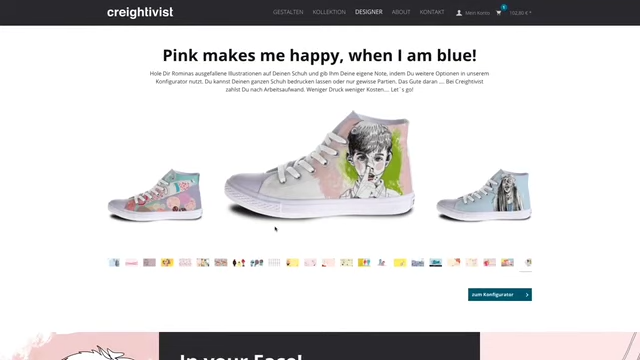 creightivist
GESTALTEN KOLLEKTION DESIGNER ABOUT KONTAKT Mein Konto
Pink makes me happy, when I am blue!
Hole Dir Rominas ausgefallene Illustrationen auf Deinen Schuh und gib Ihm Deine eigene Note, indem Du weitere Optionen in unserem
Konfigurator nutzt. Du kannst Deinen ganzen Schuh bedrucken lassen oder nur gewisse Partien. Das Gute daran .... Bei Creightivist
zahlst Du nach Arbeitsaufwand. Weniger Druck weniger Kosten.... Let´s go!
zum Konfigurator
In your Face!